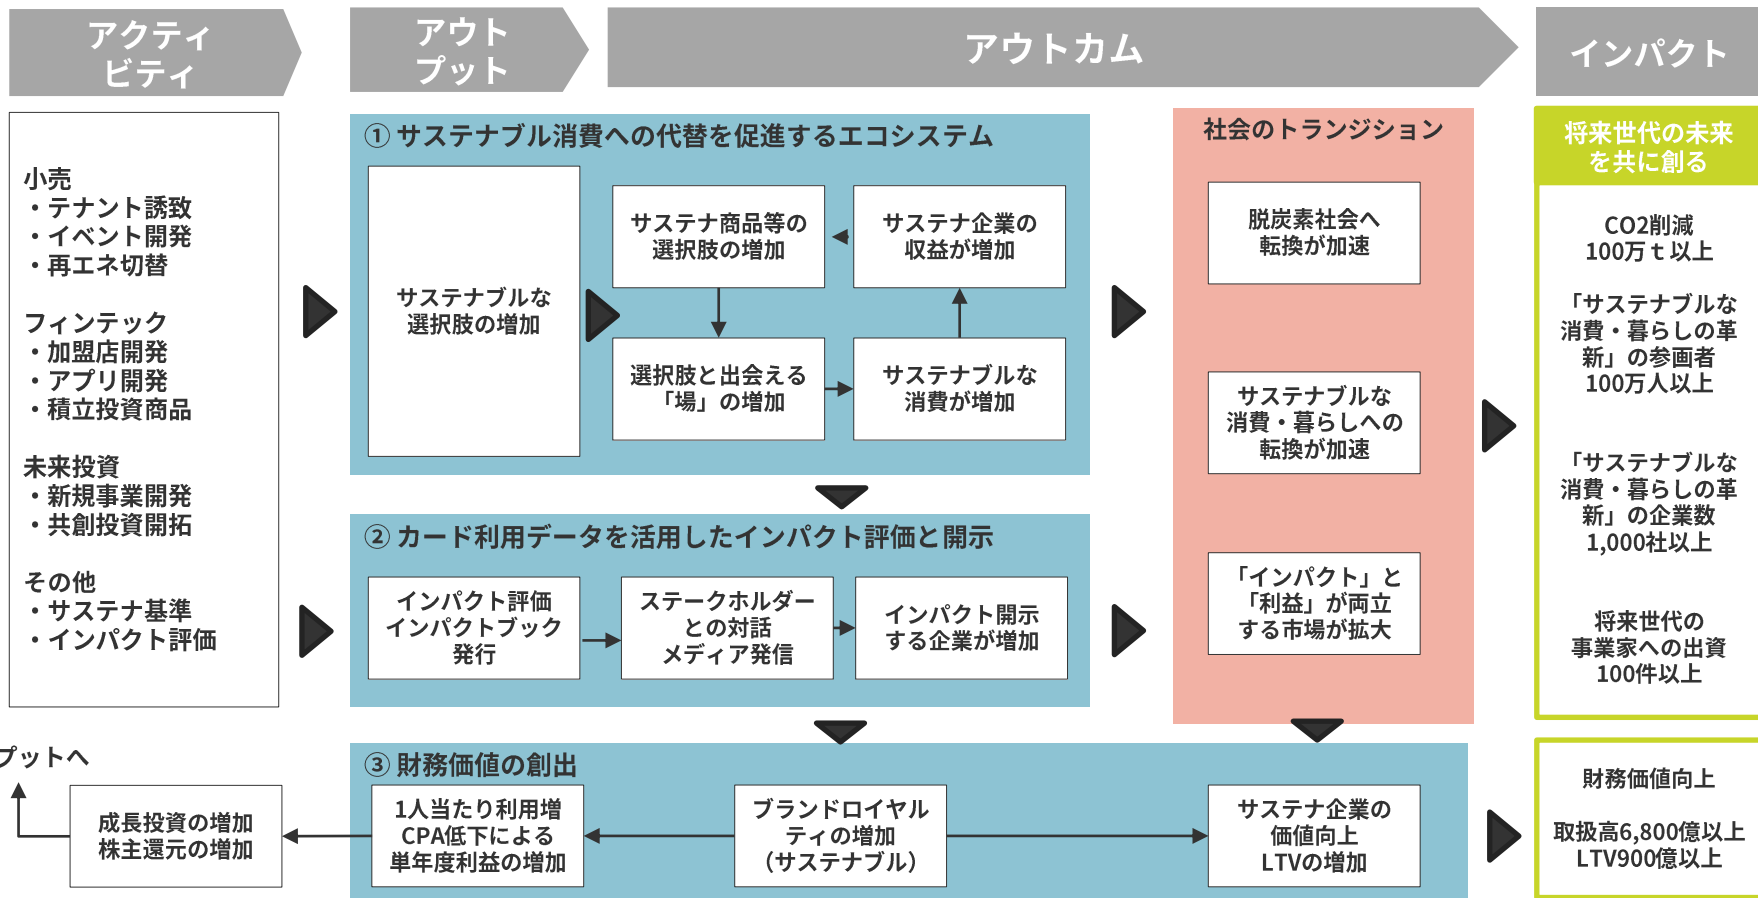 アクティ
ビティ
アウト
プット
アウトカム
インパクト
小売
・テナント誘致
・イベント開発
・再エネ切替
フィンテック
・加盟店開発
・アプリ開発
・積立投資商品
未来投資
・新規事業開発
・共創投資開拓
その他
・サステナ基準
・インパクト評価
① サステナブル消費への代替を促進するエコシステム
サステナブルな
選択肢の増加
サステナ商品等の
選択肢の増加
サステナ企業の
収益が増加
選択肢と出会える
「場」の増加
サステナブルな
消費が増加
② カード利用データを活用したインパクト評価と開示
インパクト評価
インパクトブック
発行
ステークホルダー
との対話
メディア発信
インパクト開示
する企業が増加
社会のトランジション
脱炭素社会へ
転換が加速
サステナブルな
消費・暮らしへの
転換が加速
「インパクト」と
「利益」が両立
する市場が拡大
将来世代の未来
を共に創る
CO2削減
100万ｔ以上
「サステナブルな
消費・暮らしの革
新」の参画者
100万人以上
「サステナブルな
消費・暮らしの革
新」の企業数
1,000社以上
将来世代の
事業家への出資
100件以上
プットへ
成長投資の増加
株主還元の増加
③ 財務価値の創出
1人当たり利用増
CPA低下による
単年度利益の増加
ブランドロイヤル
ティの増加
（サステナブル）
サステナ企業の
価値向上
LTVの増加
財務価値向上
取扱高6,800億以上
LTV900億以上